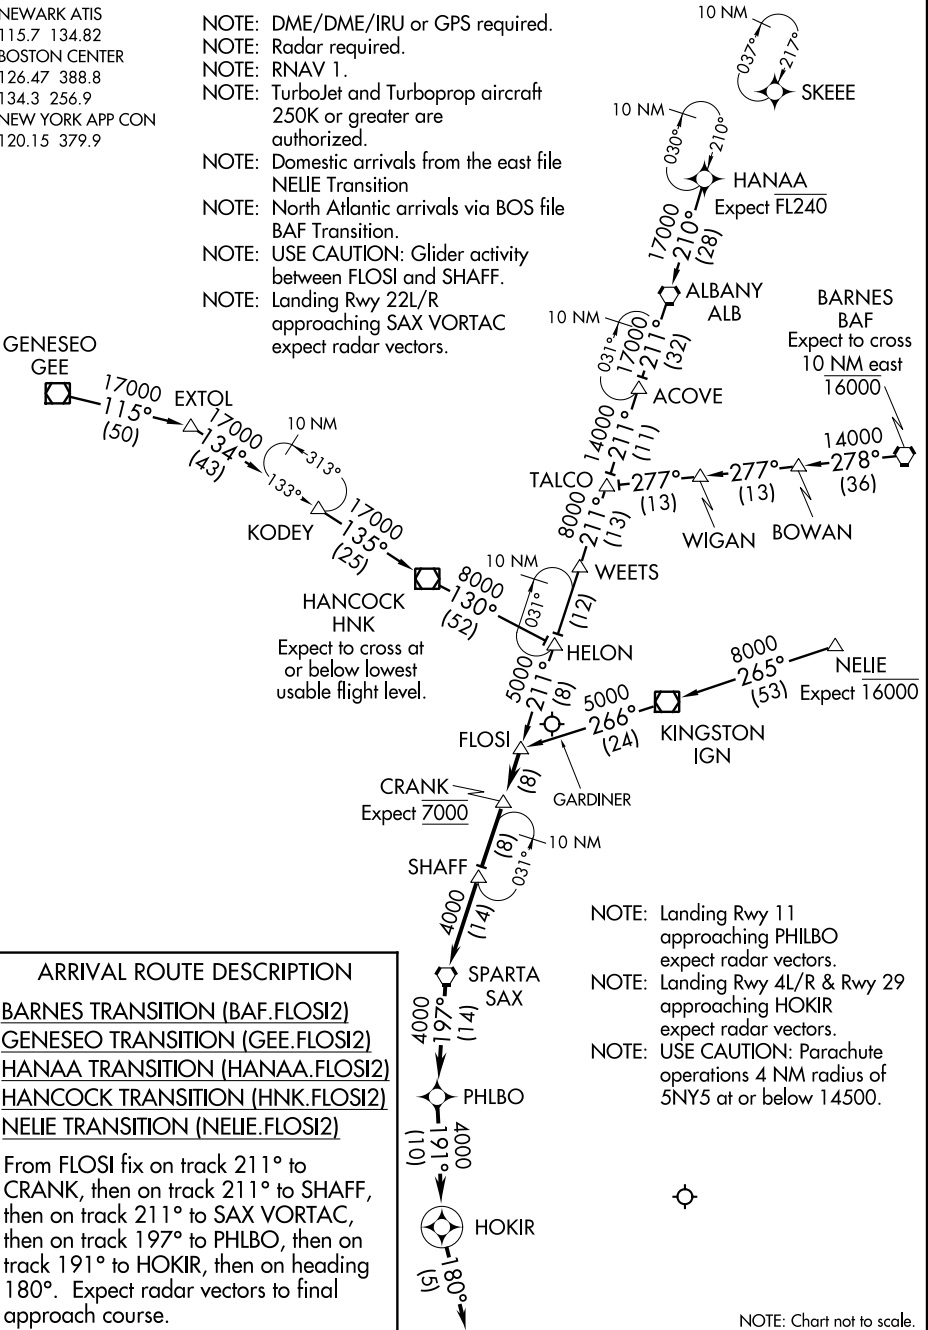 NEWARK ATIS
115.7 134.82
BOSTON CENTER
126.47 388.8
134.3 256.9
NEW YORK APP CON
120.15 379.9
NOTE: DME/DME/IRU or GPS required.
NOTE: Radar required.
NOTE: RNAV 1.
NOTE: TurboJet and Turboprop aircraft
250K or greater are
authorized.
NOTE: Domestic arrivals from the east file
NELIE Transition
NOTE: North Atlantic arrivals via BOS file
BAF Transition.
NOTE: USE CAUTION: Glider activity
between FLOSI and SHAFF.
NOTE: Landing Rwy 22L/R
approaching SAX VORTAC
expect radar vectors.
10 NM
037°
217°
SKEEE
10 NM
030°
210°
HANAA
Expect FL240
17000
210°
(28)
ALBANY
ALB
10 NM
031°
17000
211°
(32)
ACOVE
BARNES
BAF
Expect to cross
10 NM east
16000
14000
278°
(36)
BOWAN
277°
(13)
WIGAN
277°
(13)
TALCO
14000
211°
(11)
8000
211°
(13)
WEETS
(12)
GENESEO
GEE
17000
115°
(50)
EXTOL
17000
134°
(43)
10 NM
313°
133°
KODEY
17000
135°
(25)
HANCOCK
HNK
Expect to cross at
or below lowest
usable flight level.
8000
130°
(52)
10 NM
031°
HELON
5000
211°
(8)
NELIE
Expect 16000
8000
265°
(53)
KINGSTON
IGN
5000
266°
(24)
GARDINER
FLOSI
(8)
CRANK
Expect 7000
(8)
10 NM
031°
SHAFF
4000
(14)
SPARTA
SAX
4000
197°
(14)
PHLBO
4000
191°
(10)
HOKIR
180°
(5)
NOTE: Landing Rwy 11
approaching PHILBO
expect radar vectors.
NOTE: Landing Rwy 4L/R & Rwy 29
approaching HOKIR
expect radar vectors.
NOTE: USE CAUTION: Parachute
operations 4 NM radius of
5NY5 at or below 14500.
ARRIVAL ROUTE DESCRIPTION
BARNES TRANSITION (BAF.FLOSI2)
GENESEO TRANSITION (GEE.FLOSI2)
HANAA TRANSITION (HANAA.FLOSI2)
HANCOCK TRANSITION (HNK.FLOSI2)
NELIE TRANSITION (NELIE.FLOSI2)
From FLOSI fix on track 211° to
CRANK, then on track 211° to SHAFF,
then on track 211° to SAX VORTAC,
then on track 197° to PHLBO, then on
track 191° to HOKIR, then on heading
180°. Expect radar vectors to final
approach course.
NOTE: Chart not to scale.